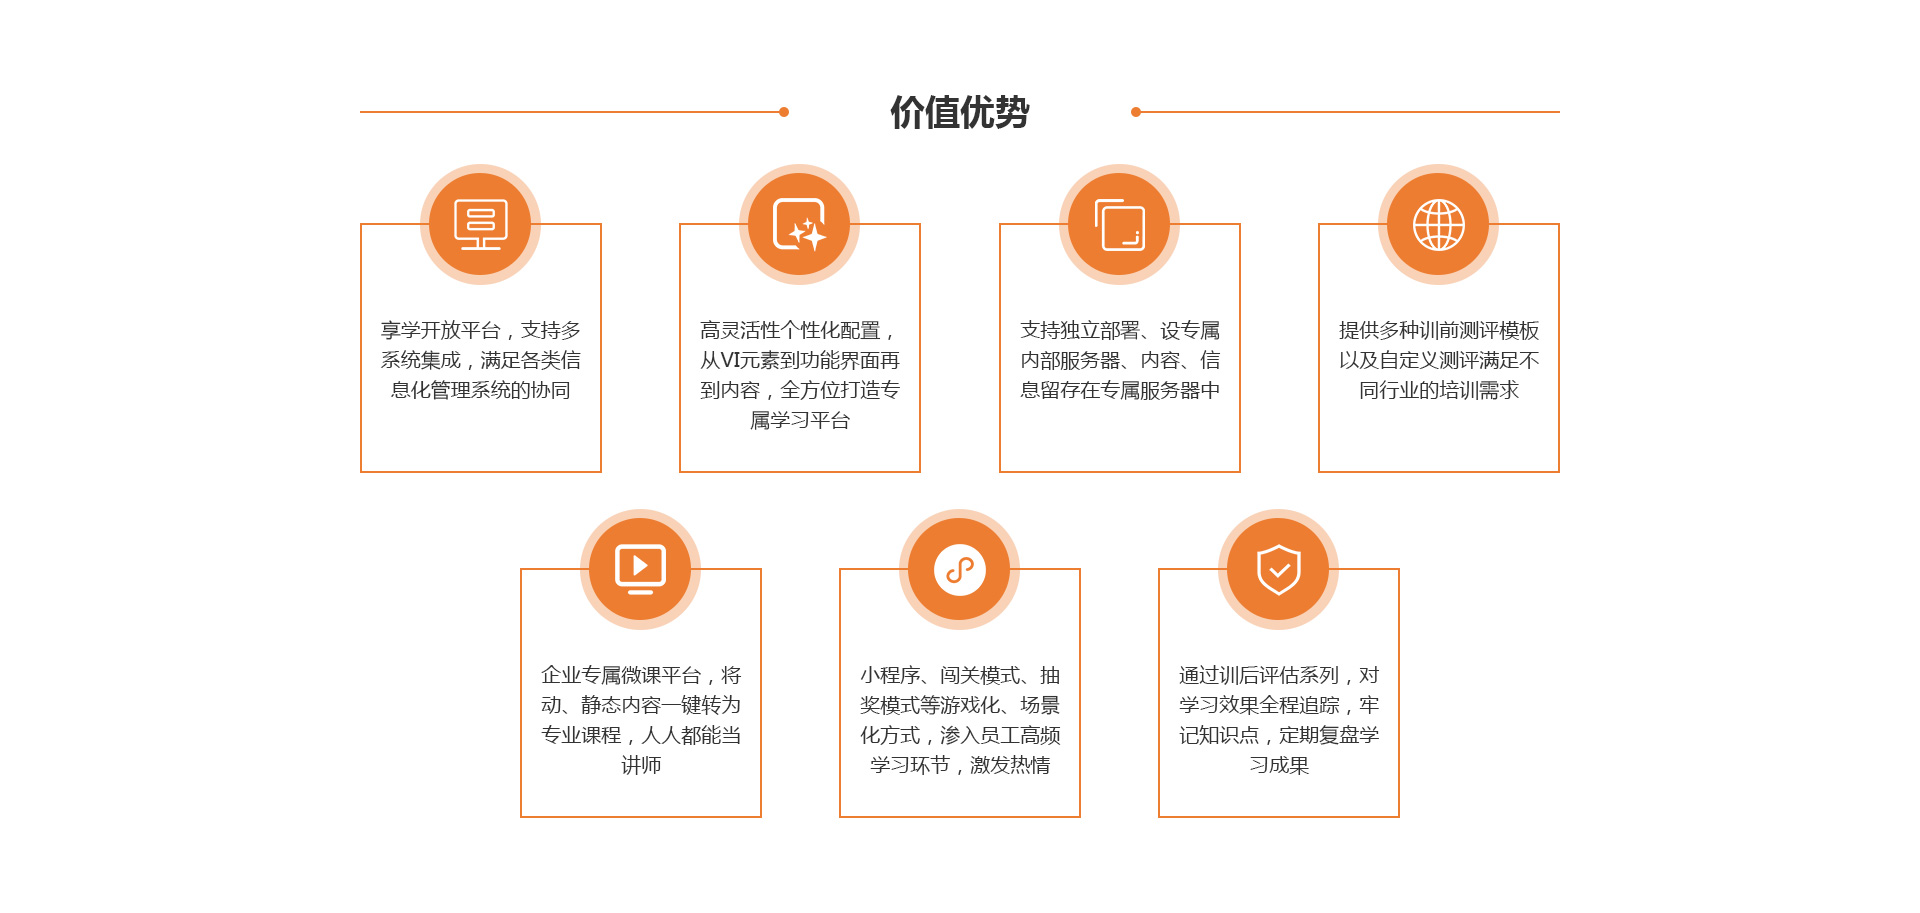 价值优势
享学开放平台，支持多
系统集成，满足各类信
息化管理系统的协同
高灵活性个性化配置，
从VI元素到功能界面再
到内容，全方位打造专
属学习平台
支持独立部署、设专属
内部服务器、内容、信
息留存在专属服务器中
提供多种训前测评模板
以及自定义测评满足不
同行业的培训需求
企业专属微课平台，将
动、静态内容一键转为
专业课程，人人都能当
讲师
小程序、闯关模式、抽
奖模式等游戏化、场景
化方式，渗入员工高频
学习环节，激发热情
通过训后评估系列，对
学习效果全程追踪，牢
记知识点，定期复盘学
习成果